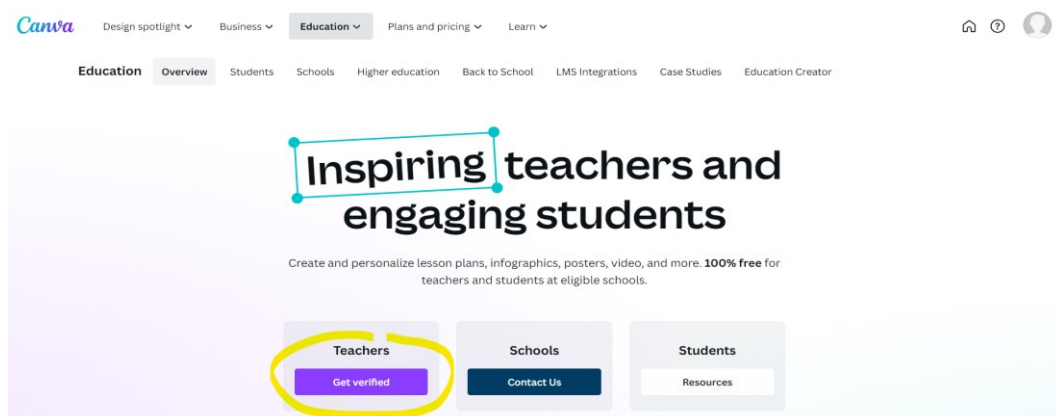 Canva Design spotlight Business Education Plans and pricing Learn
Education Overview Students Schools Higher education Back to School LMS Integrations Case Studies Education Creator
Inspiring teachers and
engaging students
Create and personalize lesson plans, infographics, posters, video, and more. 100% free for
teachers and students at eligible schools.
Teachers Schools Students
Get verified Contact Us Resources